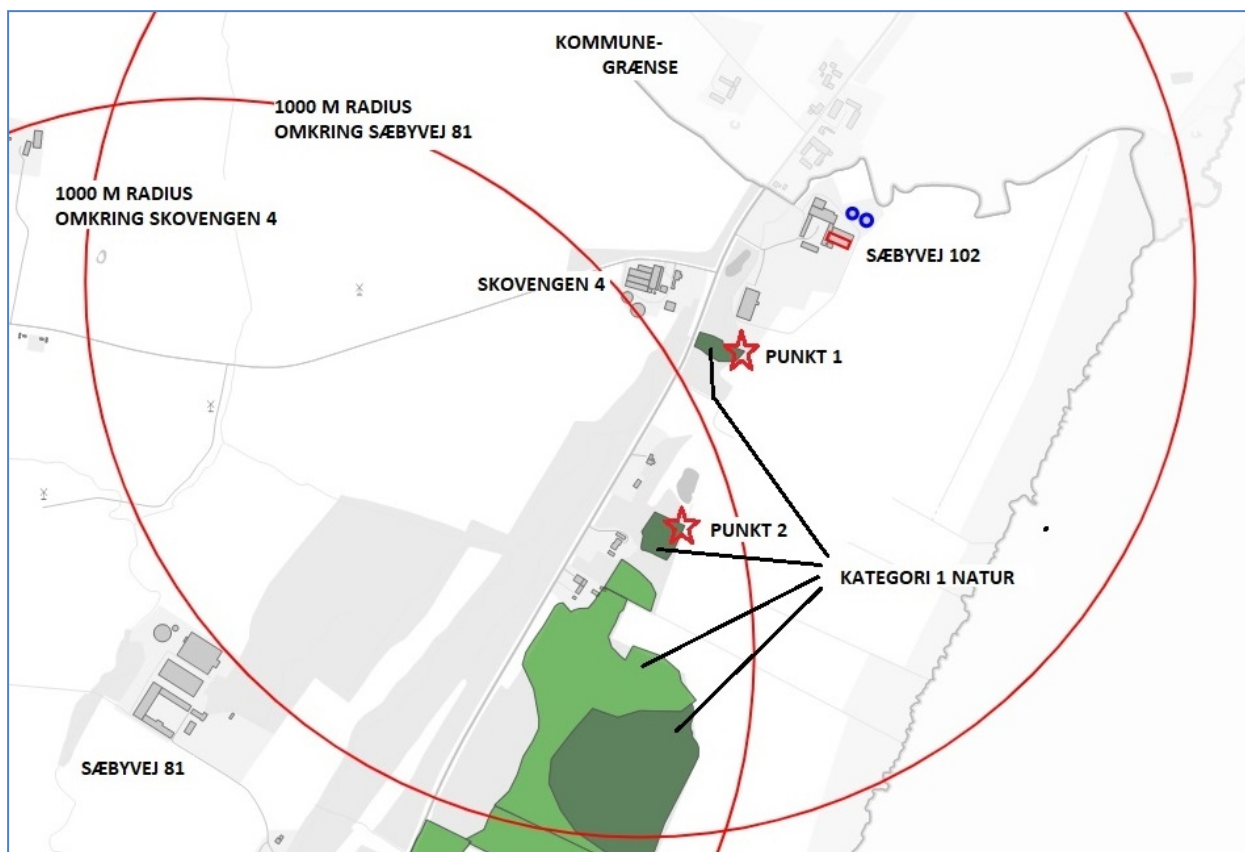 KOMMUNE-
GRÆNSE
1000 M RADIUS
OMKRING SÆBYVEJ 81
1000 M RADIUS
OMKRING SKOVENGEN 4
SÆBYVEJ 102
SKOVENGEN 4
PUNKT 1
PUNKT 2
KATEGORI 1 NATUR
SÆBYVEJ 81